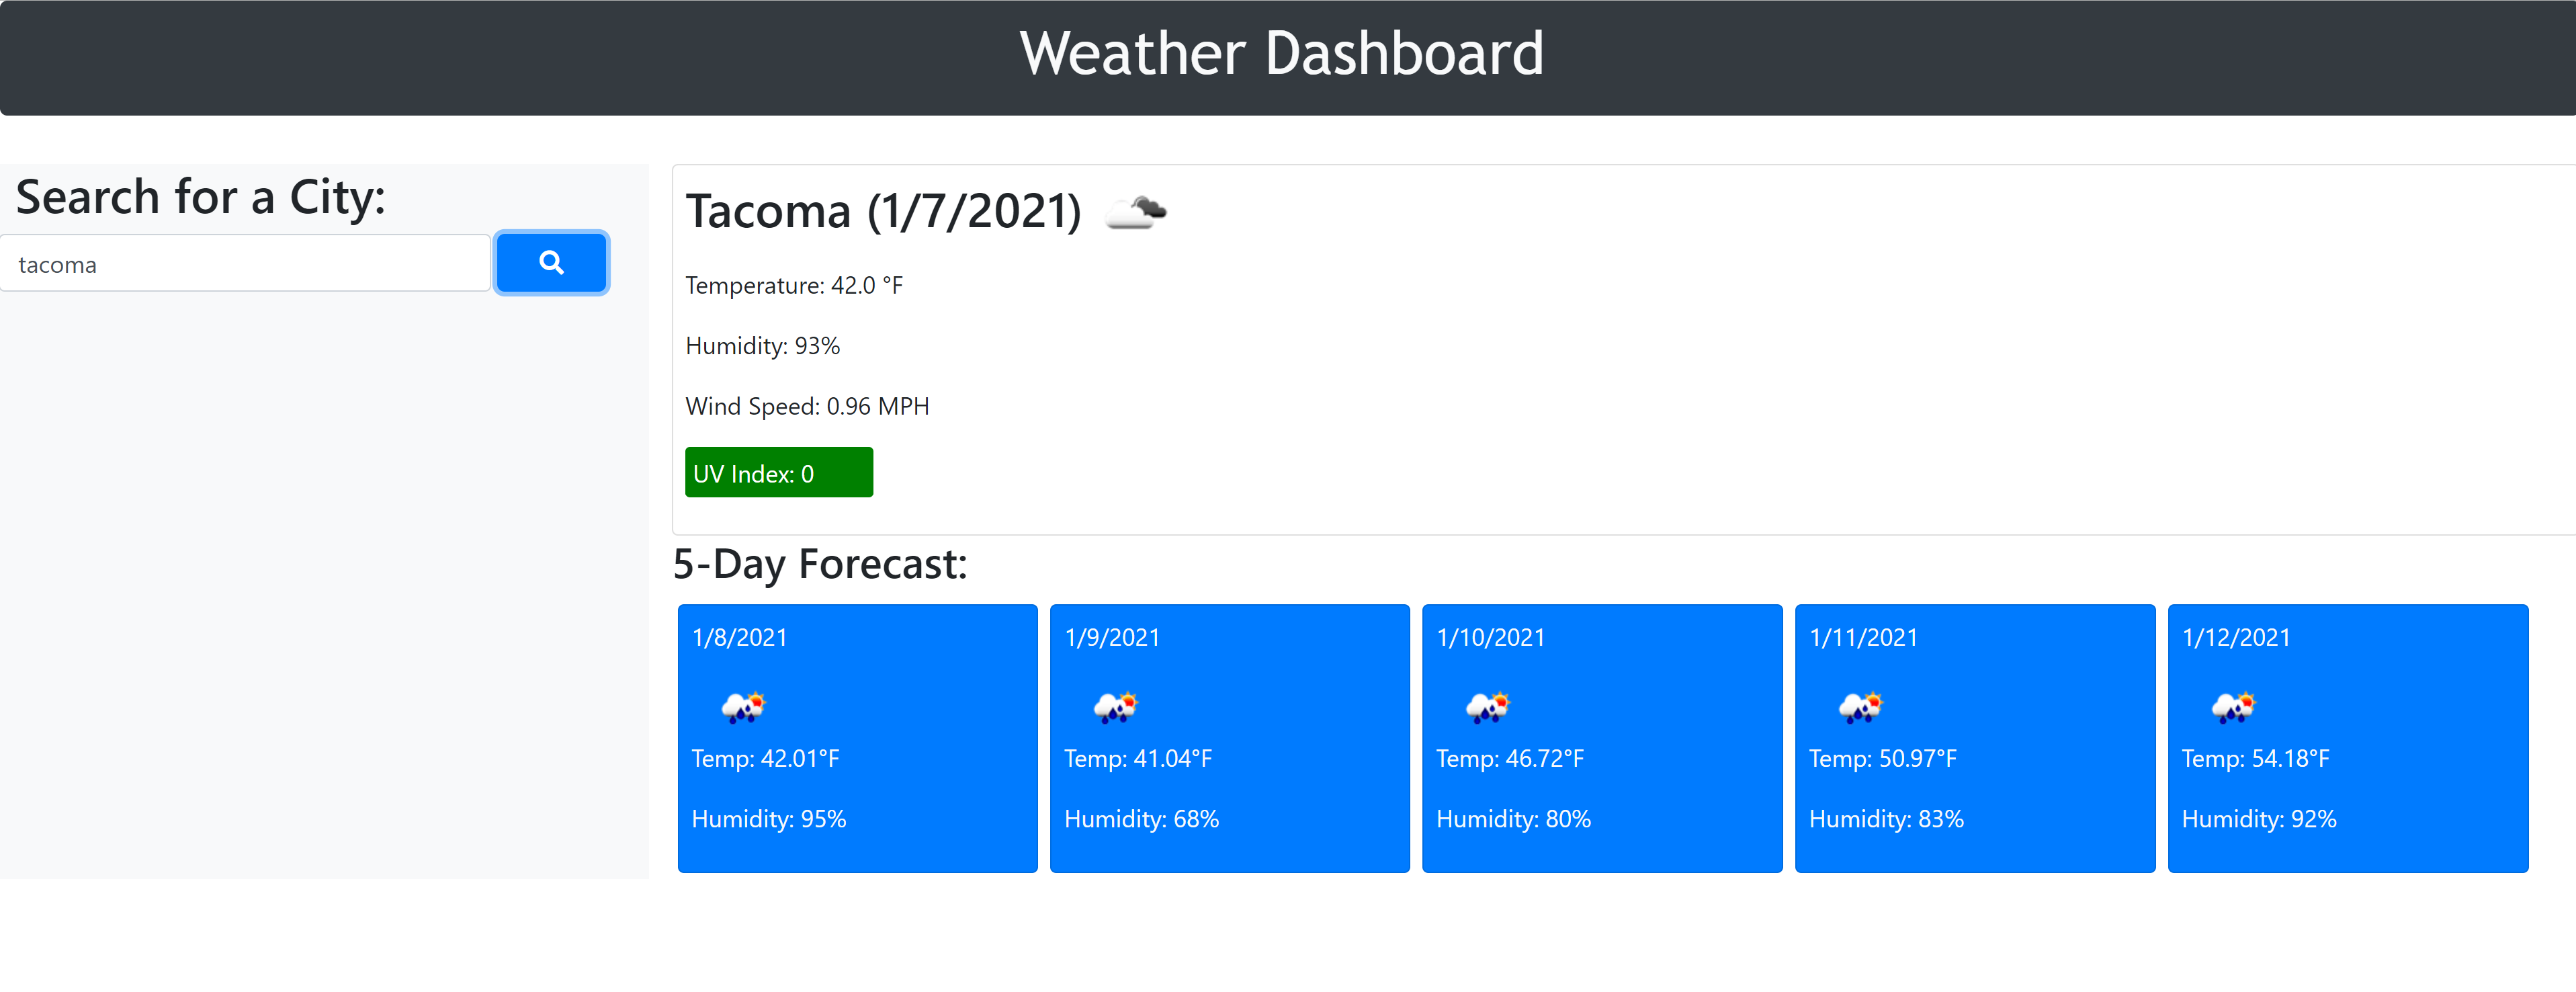 Weather Dashboard
Search for a City:
tacoma
Tacoma (1/7/2021)
Temperature: 42.0 °F
Humidity: 93%
Wind Speed: 0.96 MPH
UV Index: 0
5-Day Forecast:
1/8/2021
Temp: 42.01°F
Humidity: 95%
1/9/2021
Temp: 41.04°F
Humidity: 68%
1/10/2021
Temp: 46.72°F
Humidity: 80%
1/11/2021
Temp: 50.97°F
Humidity: 83%
1/12/2021
Temp: 54.18°F
Humidity: 92%